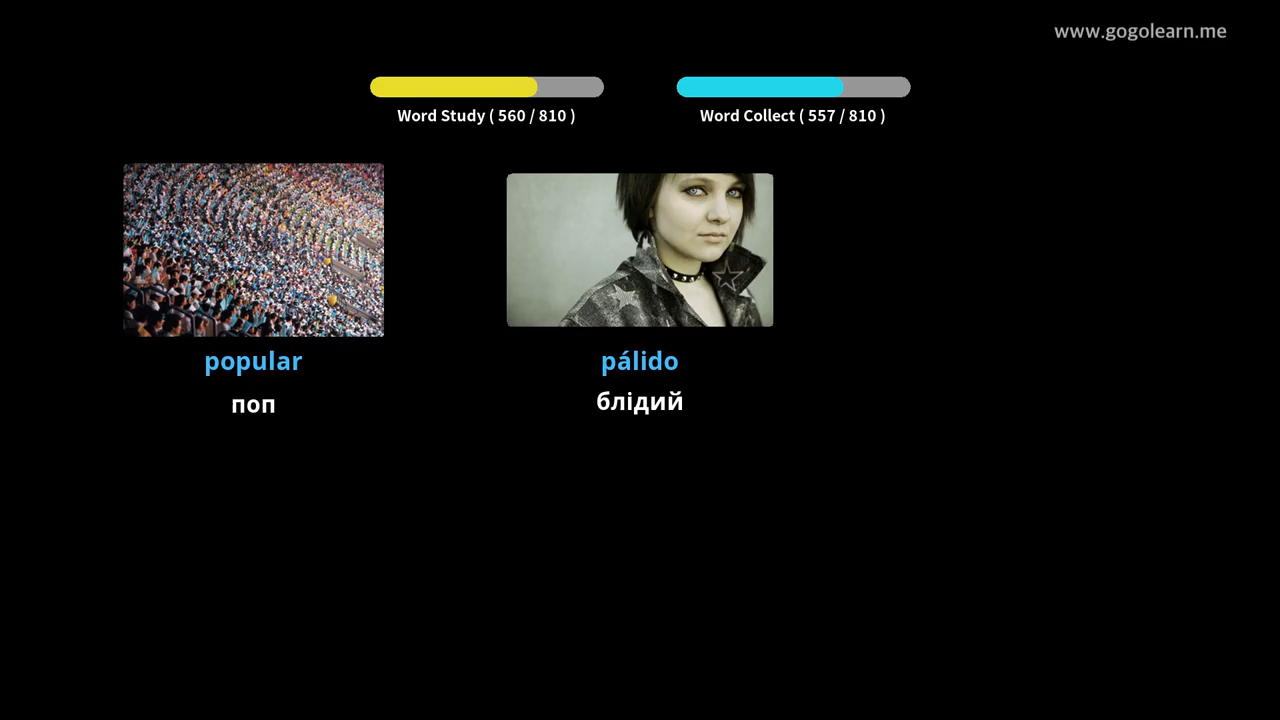 www.gogolearn.me
Word Study ( 560 / 810 )
Word Collect ( 557 / 810 )
popular
поп
pálido
блідий